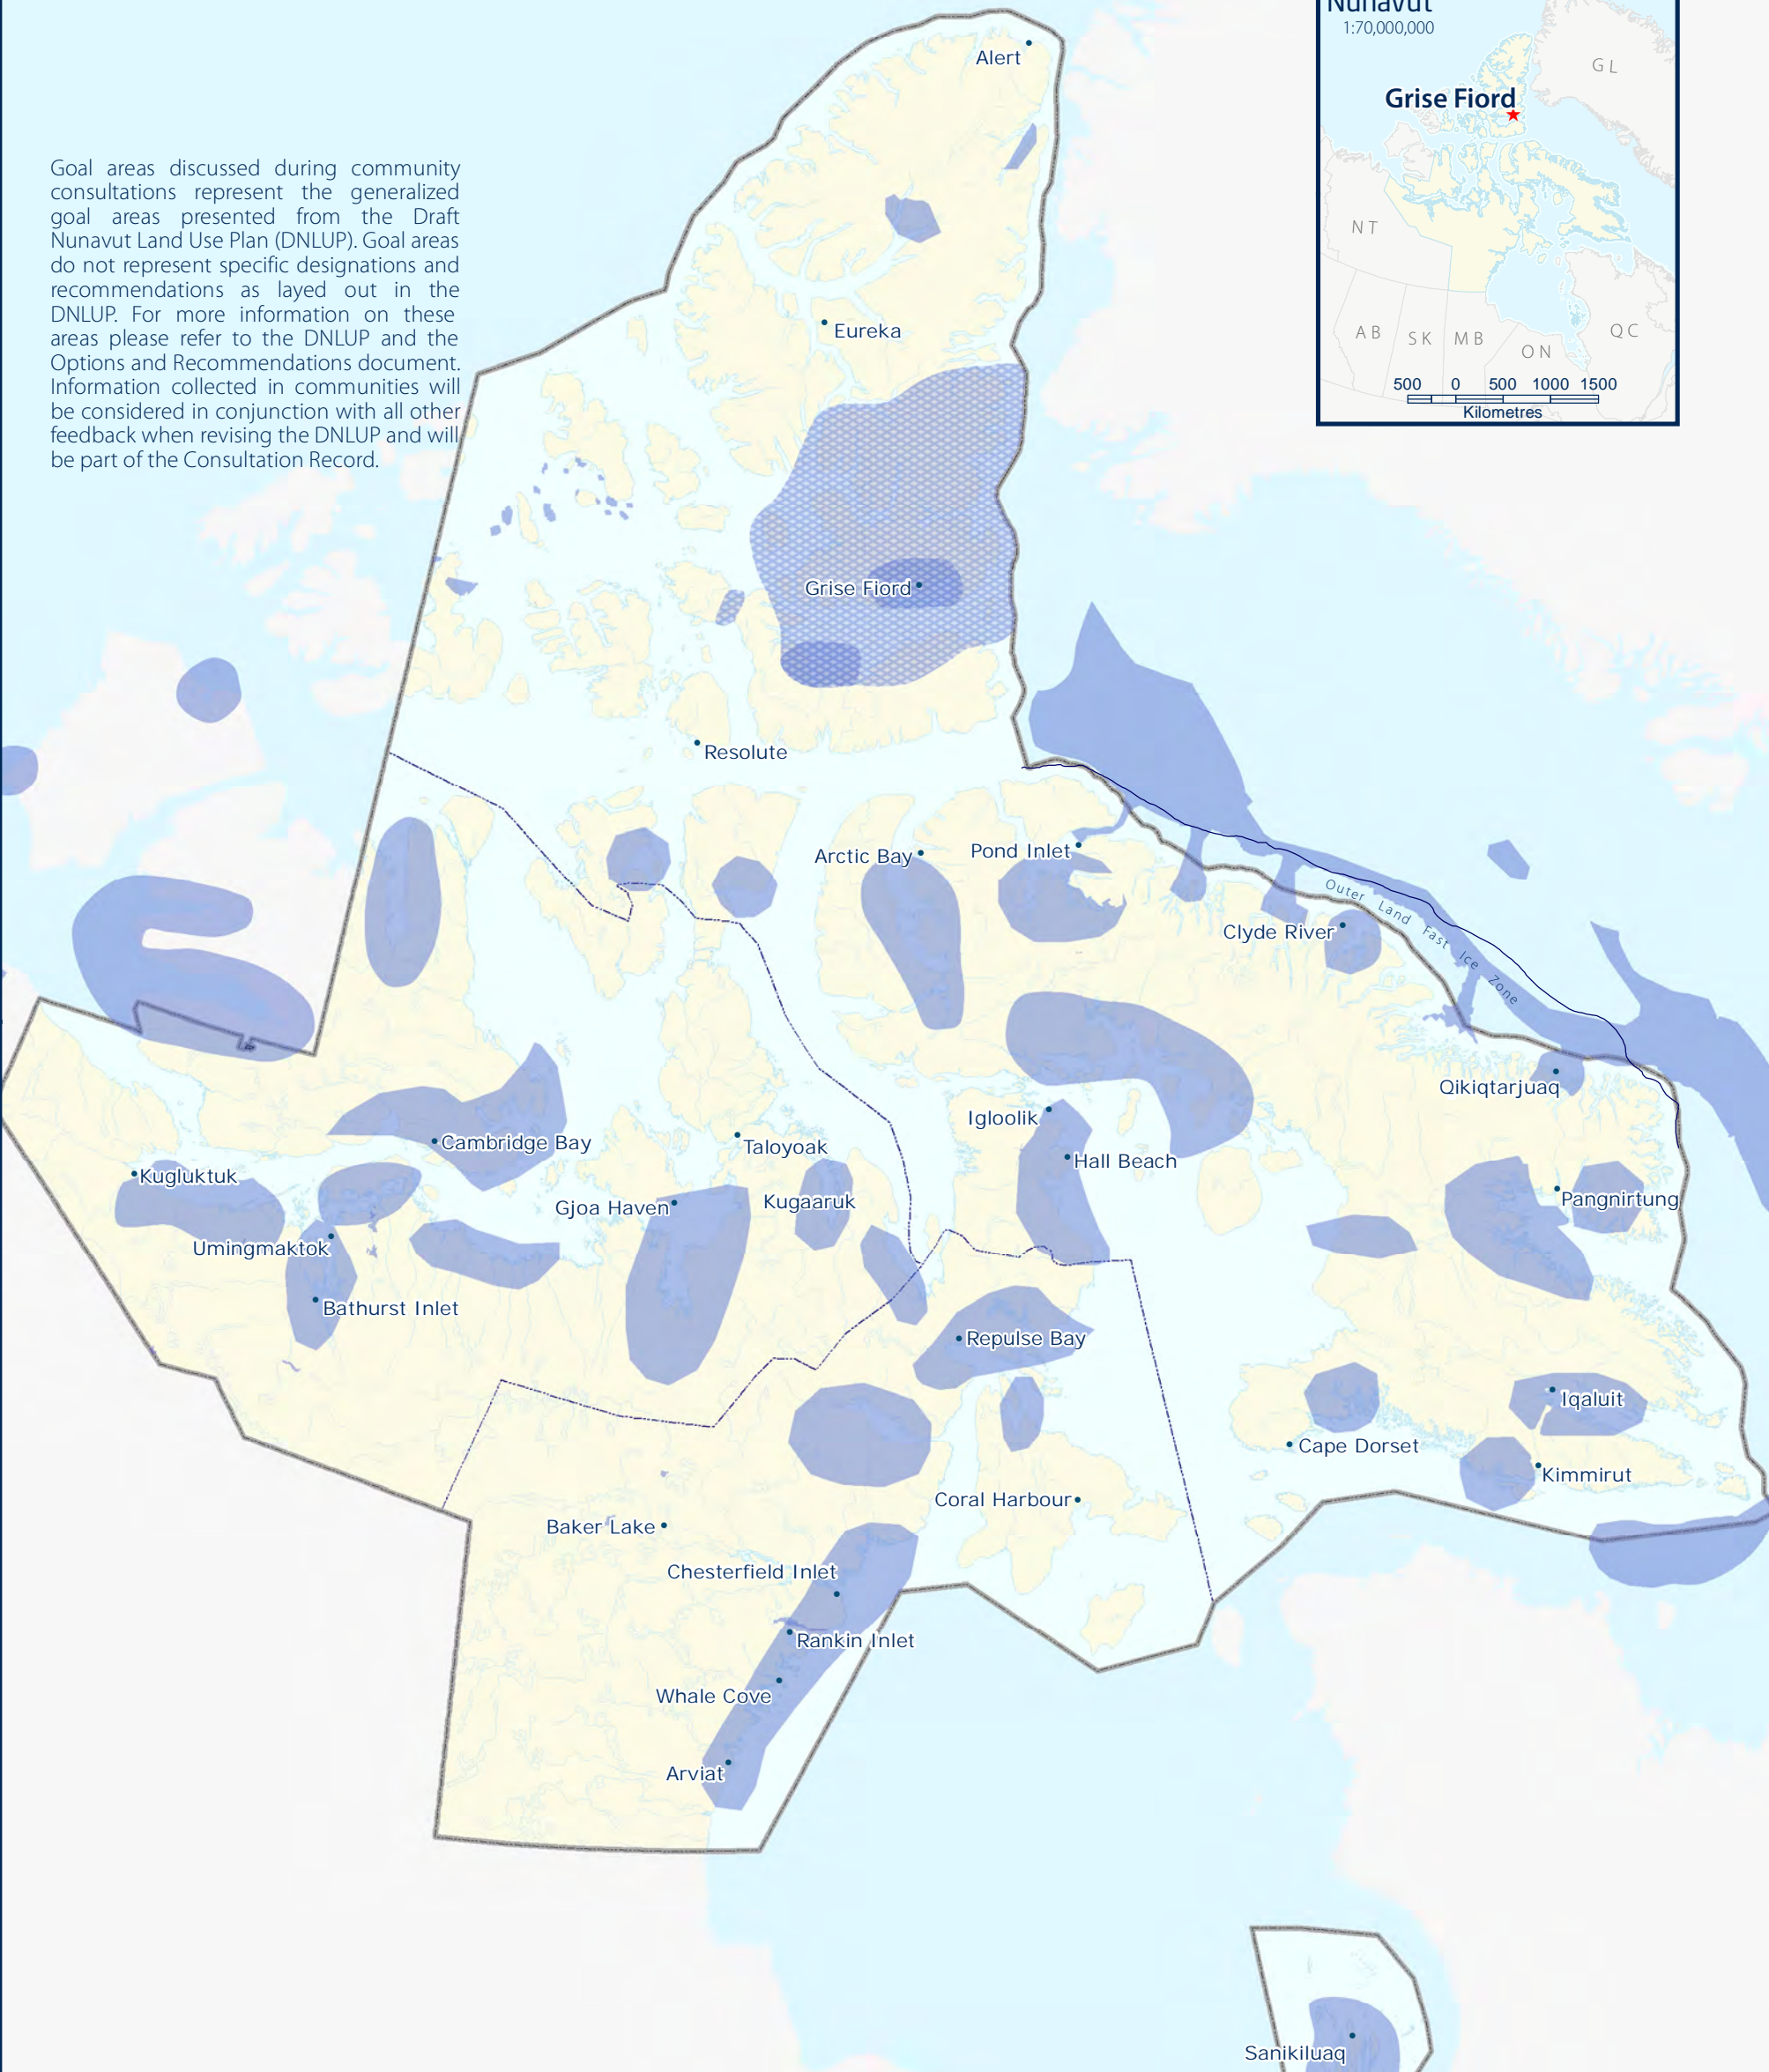 Nunavut
1:70,000,000
GL
Grise Fiord
NT
AB
SK
MB
ON
QC
500 0 500 1000 1500
Kilometres
Goal areas discussed during community
consultations represent the generalized
goal areas presented from the Draft
Nunavut Land Use Plan (DNLUP). Goal areas
do not represent specific designations and
recommendations as layed out in the
DNLUP. For more information on these
areas please refer to the DNLUP and the
Options and Recommendations document.
Information collected in communities will
be considered in conjunction with all other
feedback when revising the DNLUP and will
be part of the Consultation Record.
Alert
Eureka
Grise Fiord
Resolute
Arctic Bay
Pond Inlet
Outer Land Fast Ice Zone
Clyde River
Qikiqtarjuaq
Igloolik
Cambridge Bay
Taloyoak
Hall Beach
Kugluktuk
Kugaaruk
Pangnirtung
Gjoa Haven
Umingmaktok
Bathurst Inlet
Repulse Bay
Iqaluit
Cape Dorset
Kimmirut
Coral Harbour
Baker Lake
Chesterfield Inlet
Rankin Inlet
Whale Cove
Arviat
Sanikiluaq